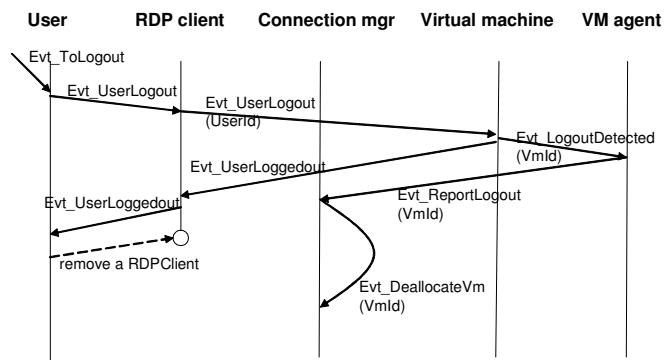 User RDP client Connection mgr Virtual machine VM agent
Evt_ToLogout
Evt_UserLogout
Evt_UserLogout
(UserId)
Evt_LogoutDetected
(VmId)
Evt_UserLoggedout
Evt_ReportLogout
(VmId)
Evt_UserLoggedout
remove a RDPClient
Evt_DeallocateVm
(VmId)